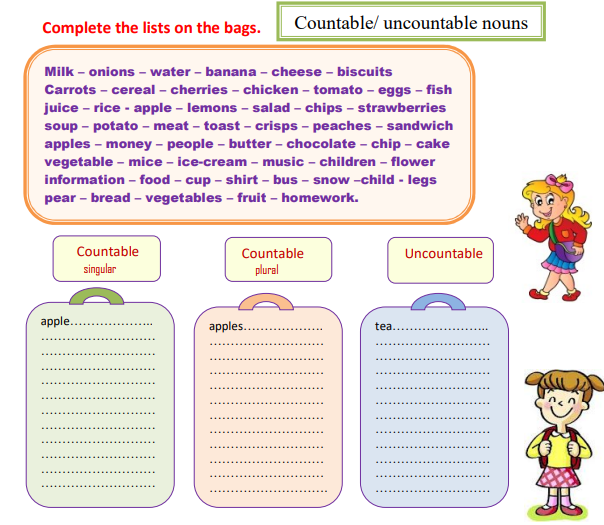 Countable/ uncountable nouns
Complete the lists on the bags.
Milk – onions – water – banana – cheese – biscuits
Carrots – cereal – cherries – chicken – tomato – eggs – fish
juice – rice - apple – lemons – salad – chips – strawberries
soup – potato – meat – toast – crisps – peaches – sandwich
apples – money – people – butter – chocolate – chip – cake
vegetable – mice – ice-cream – music – children – flower
information – food – cup – shirt – bus – snow –child - legs
pear – bread – vegetables – fruit – homework.
Countable
singular
Countable
plural
Uncountable
apple………………..
apples……………….
tea…………………..